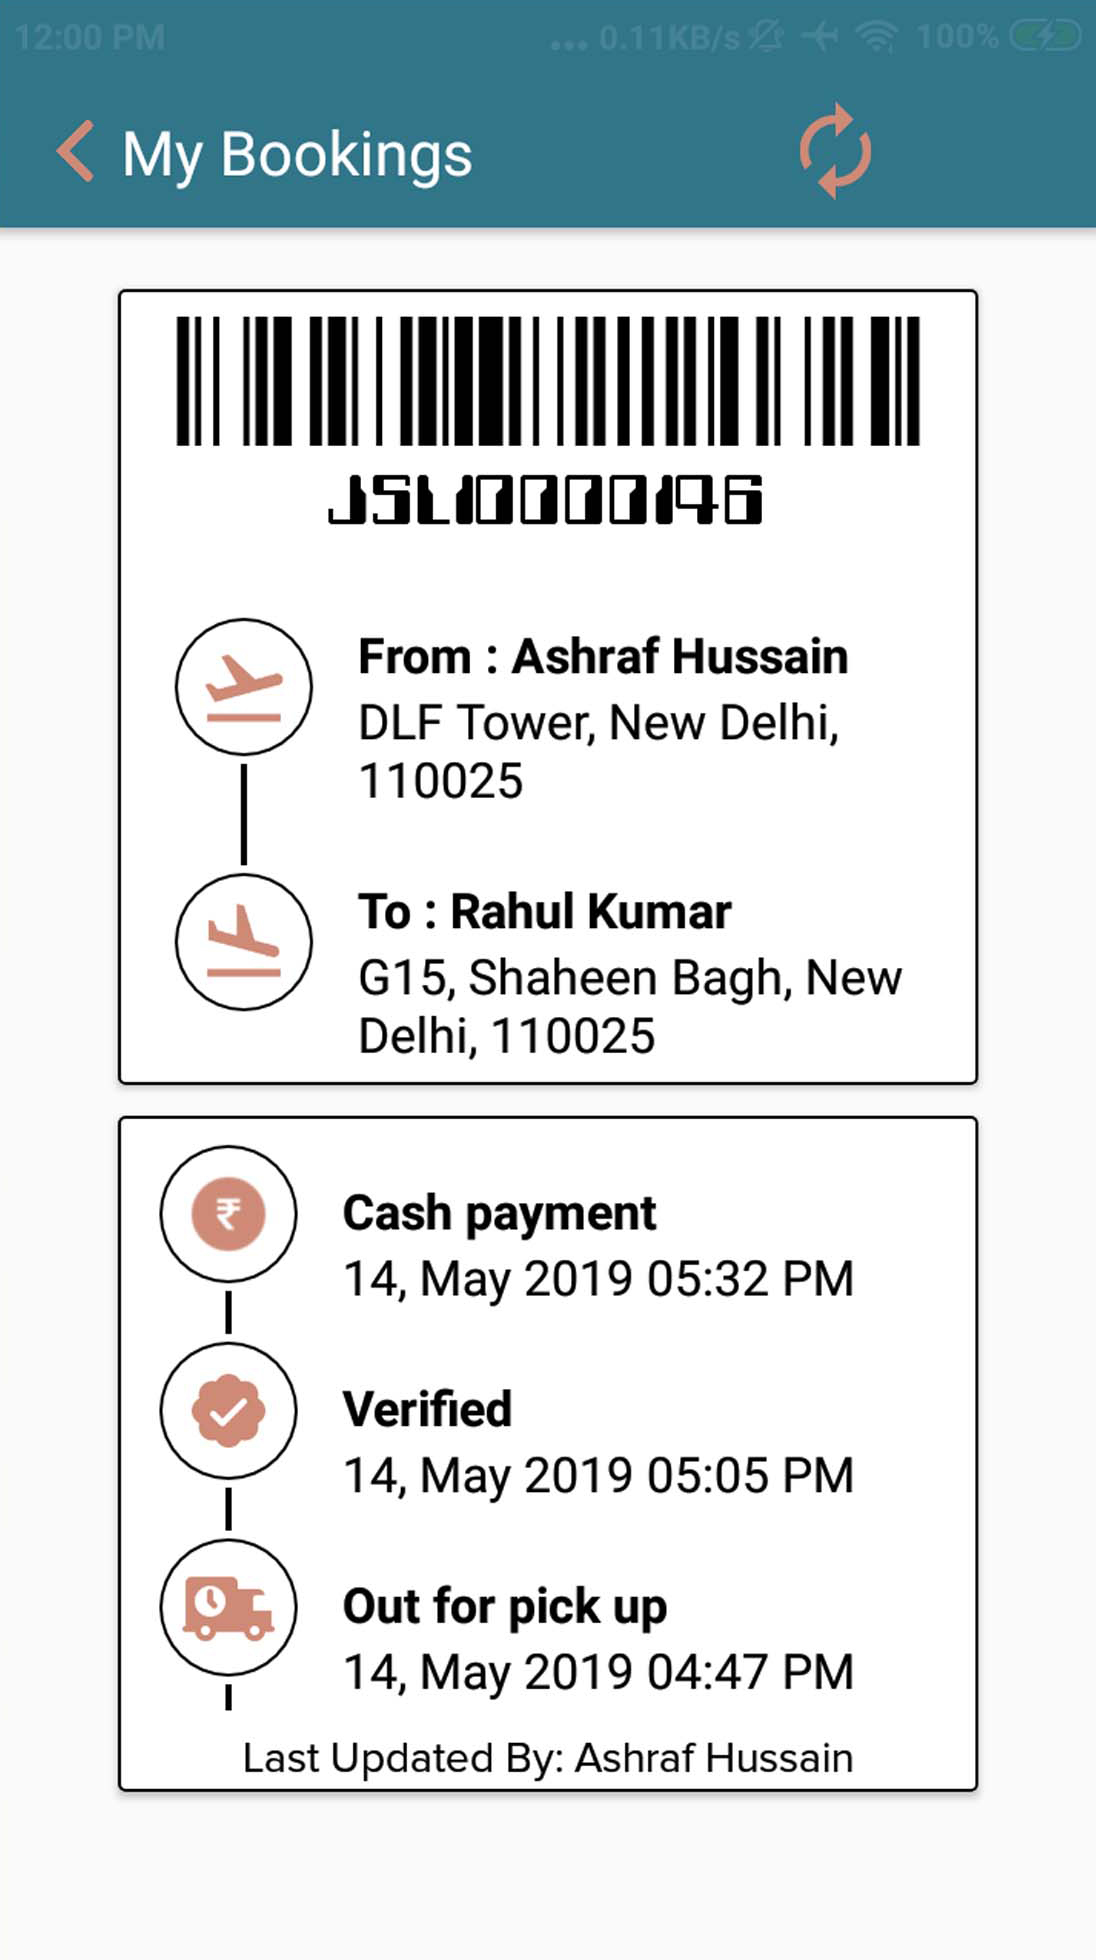 12:00 PM
... 0.11KB/s 100%
My Bookings
JSL10000146
From : Ashraf Hussain
DLF Tower, New Delhi,
110025
To : Rahul Kumar
G15, Shaheen Bagh, New
Delhi, 110025
₹
Cash payment
14, May 2019 05:32 PM
Verified
14, May 2019 05:05 PM
Out for pick up
14, May 2019 04:47 PM
Last Updated By: Ashraf Hussain